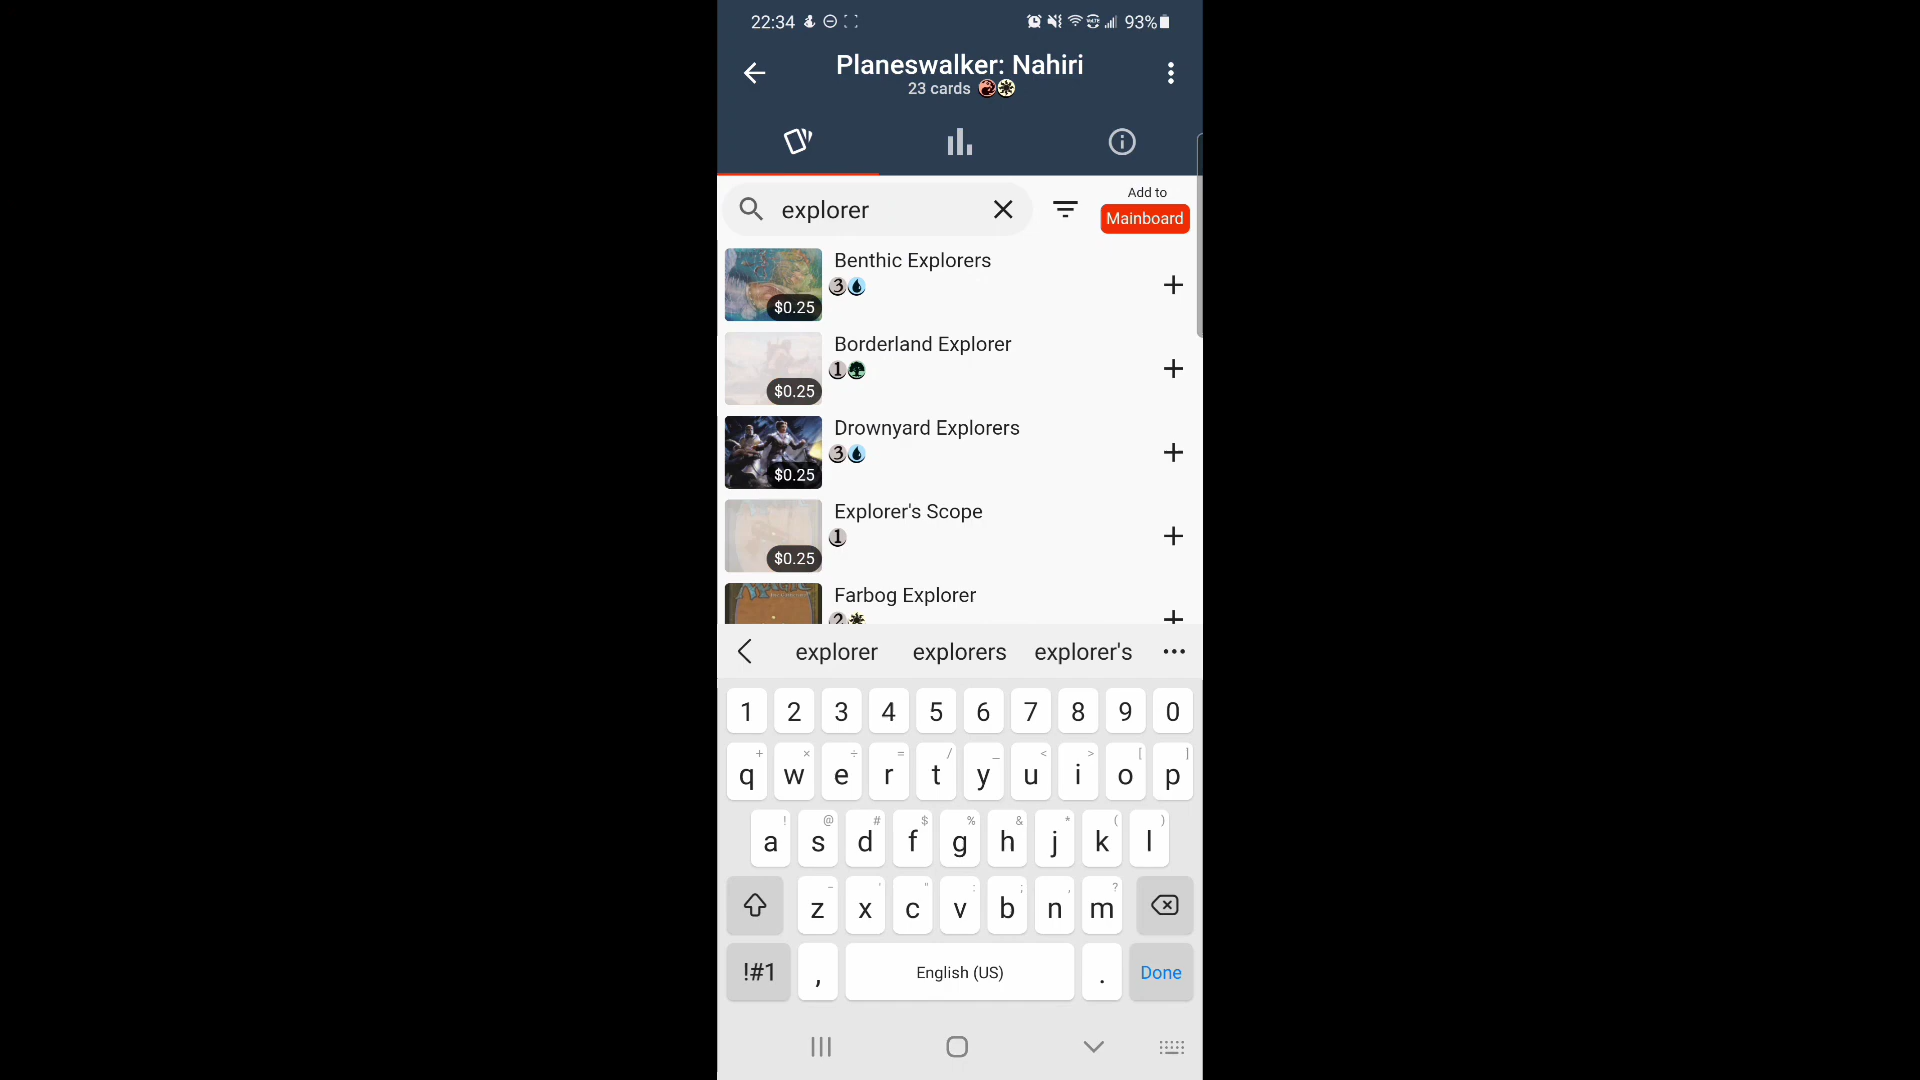 22:34 93%
Planeswalker: Nahiri
23 cards
explorer
Add to
Mainboard
Benthic Explorers
3
$0.25
Borderland Explorer
1
$0.25
Drownyard Explorers
3
$0.25
Explorer's Scope
1
$0.25
Farbog Explorer
2
explorer explorers explorer's ...
1 2 3 4 5 6 7 8 9 0
+ × ÷ = / _ < > [ ]
q w e r t y u i o p
! @ # $ % & * ( )
a s d f g h j k l
- ' " : ; , ?
z x c v b n m
!#1 , English (US) . Done